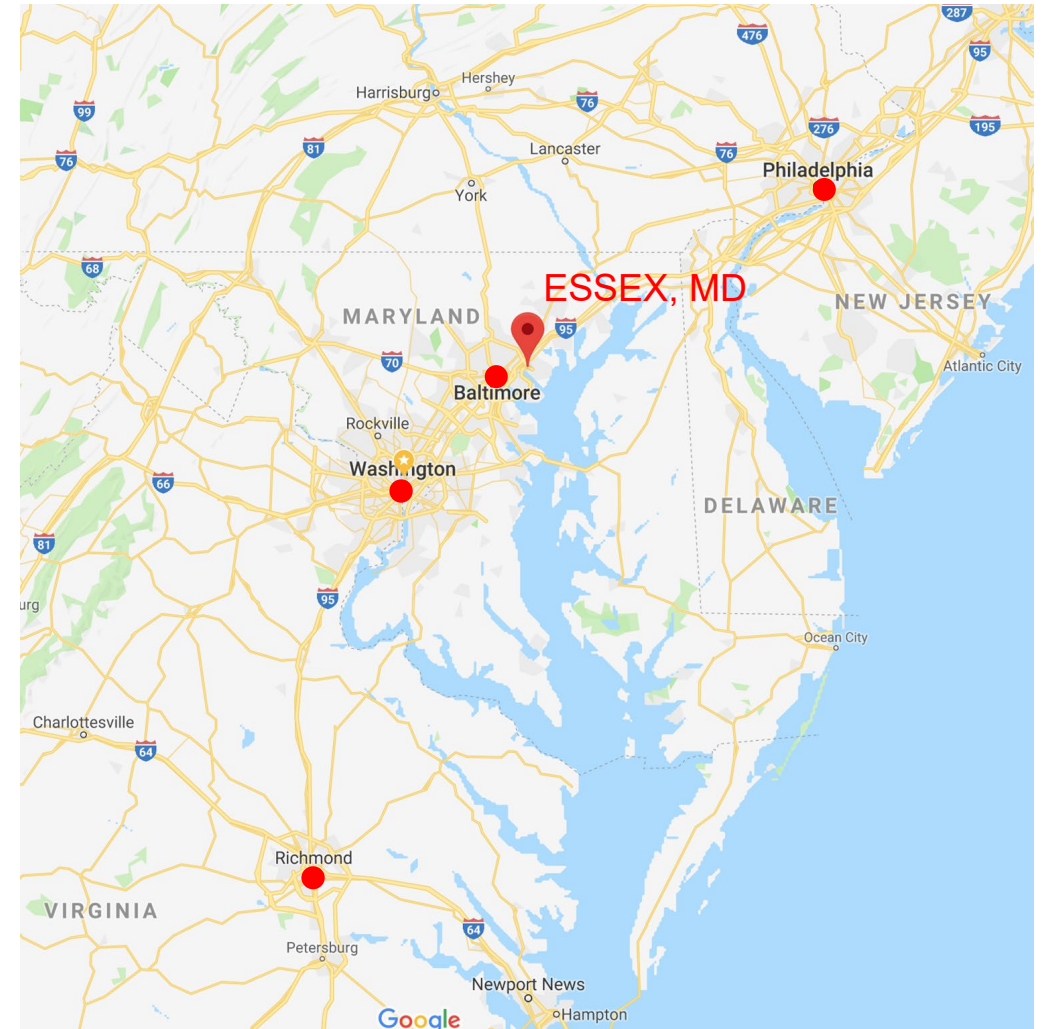 287
476
95
Hershey
Harrisburg
99
76
276
195
81
Lancaster
76
76
Philadelphia
York
68
ESSEX, MD
NEW JERSEY
MARYLAND
95
70
Atlantic City
Baltimore
Rockville
Washington
66
DELAWARE
81
95
urg
Ocean City
Charlottesville
64
Richmond
VIRGINIA
64
Petersburg
Newport News
Hampton
Google